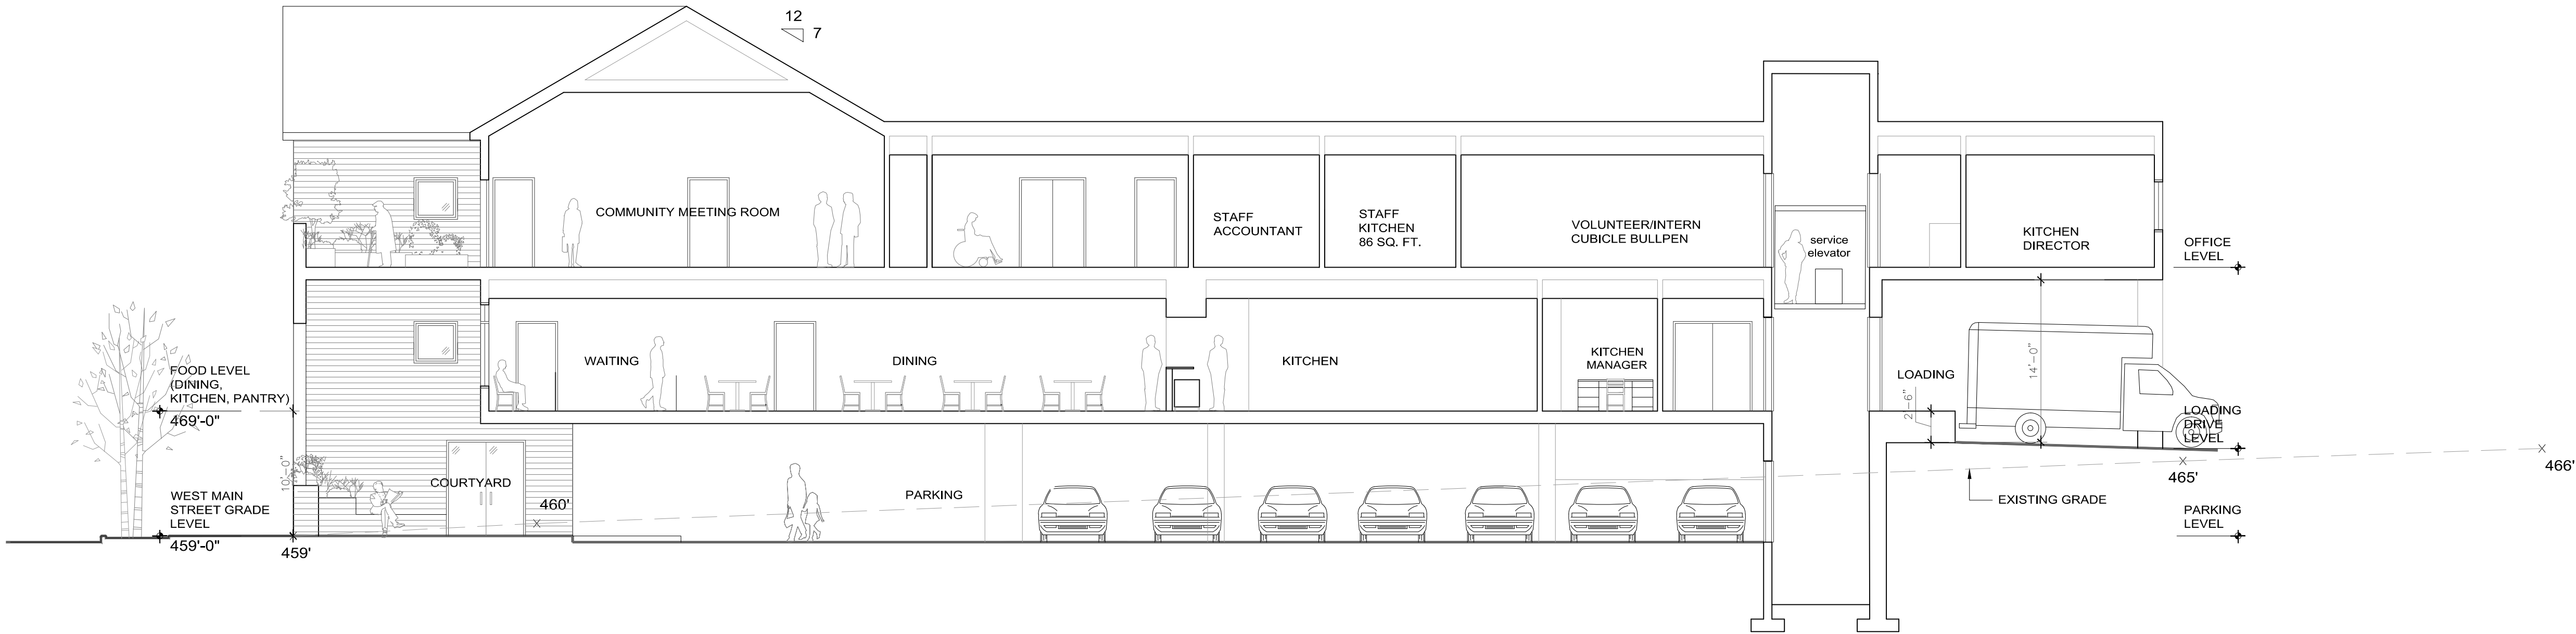 12
7
COMMUNITY MEETING ROOM
STAFF
ACCOUNTANT
STAFF
KITCHEN
86 SQ. FT.
VOLUNTEER/INTERN
CUBICLE BULLPEN
service
elevator
KITCHEN
DIRECTOR
OFFICE
LEVEL
FOOD LEVEL
(DINING,
KITCHEN, PANTRY)
469'-0"
WAITING
DINING
KITCHEN
KITCHEN
MANAGER
LOADING
2'-6"
14'-0"
LOADING
DRIVE
LEVEL
10'-0"
WEST MAIN
STREET GRADE
LEVEL
459'-0"
459'
COURTYARD
460'
PARKING
EXISTING GRADE
465'
466'
PARKING
LEVEL